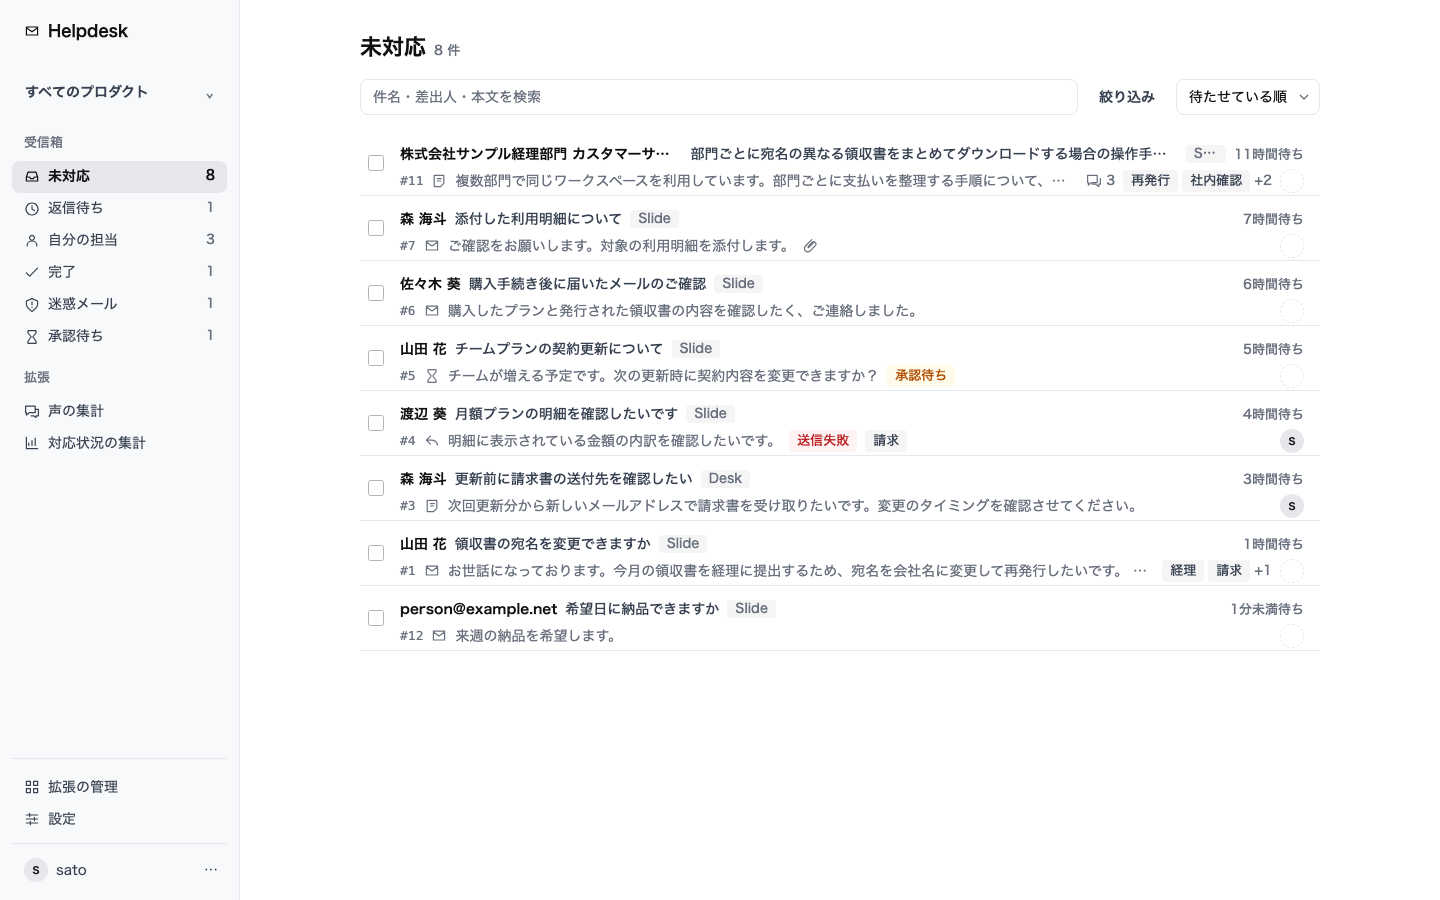 Helpdesk
すべてのプロダクト
受信箱
未対応 8
返信待ち 1
自分の担当 3
完了 1
迷惑メール 1
承認待ち 1
拡張
声の集計
対応状況の集計
拡張の管理
設定
S sato …
未対応 8 件
件名・差出人・本文を検索 絞り込み 待たせている順
株式会社サンプル経理部門 カスタマーサ… 部門ごとに宛名の異なる領収書をまとめてダウンロードする場合の操作手… S… 11時間待ち
#11 複数部門で同じワークスペースを利用しています。部門ごとに支払いを整理する手順について、… 3 再発行 社内確認 +2
森 海斗 添付した利用明細について Slide 7時間待ち
#7 ご確認をお願いします。対象の利用明細を添付します。
佐々木 葵 購入手続き後に届いたメールのご確認 Slide 6時間待ち
#6 購入したプランと発行された領収書の内容を確認したく、ご連絡しました。
山田 花 チームプランの契約更新について Slide 5時間待ち
#5 チームが増える予定です。次の更新時に契約内容を変更できますか？ 承認待ち
渡辺 葵 月額プランの明細を確認したいです Slide 4時間待ち
#4 明細に表示されている金額の内訳を確認したいです。 送信失敗 請求 S
森 海斗 更新前に請求書の送付先を確認したい Desk 3時間待ち
#3 次回更新分から新しいメールアドレスで請求書を受け取りたいです。変更のタイミングを確認させてください。 S
山田 花 領収書の宛名を変更できますか Slide 1時間待ち
#1 お世話になっております。今月の領収書を経理に提出するため、宛名を会社名に変更して再発行したいです。 … 経理 請求 +1
person@example.net 希望日に納品できますか Slide 1分未満待ち
#12 来週の納品を希望します。